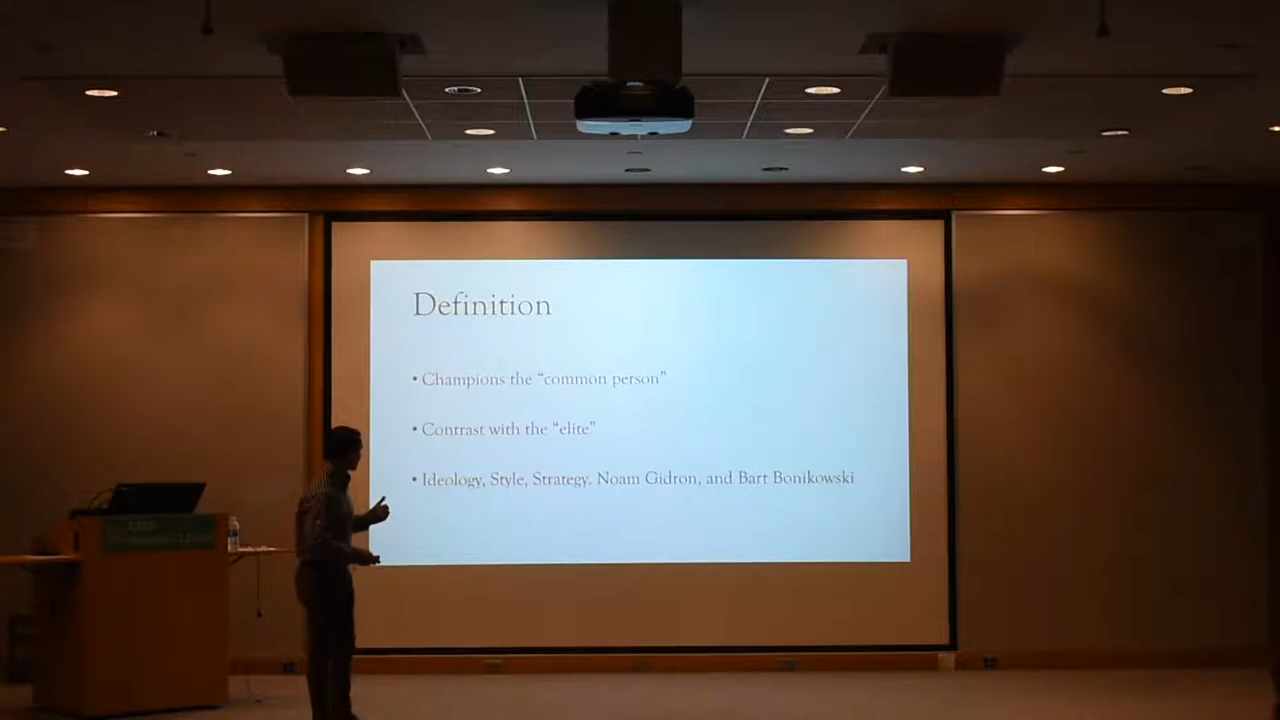 Definition
• Champions the “common person”
• Contrast with the “elite”
• Ideology, Style, Strategy. Noam Gidron, and Bart Bonikowski